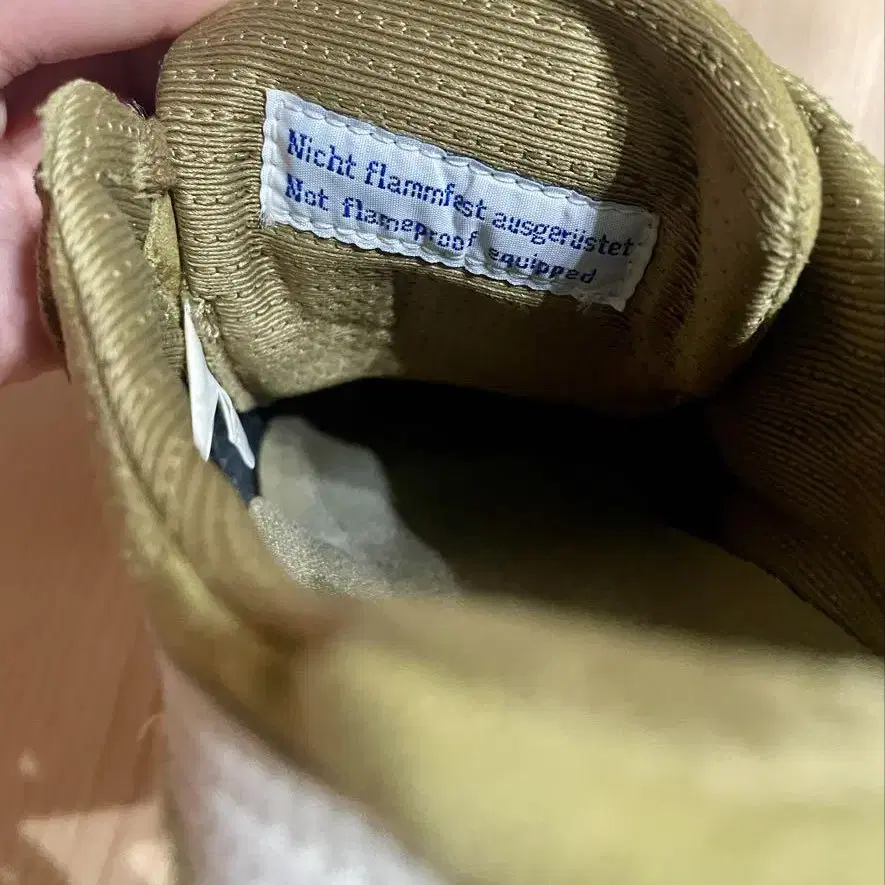 Nicht flammfest ausgerüstet
Not flameproof equipped